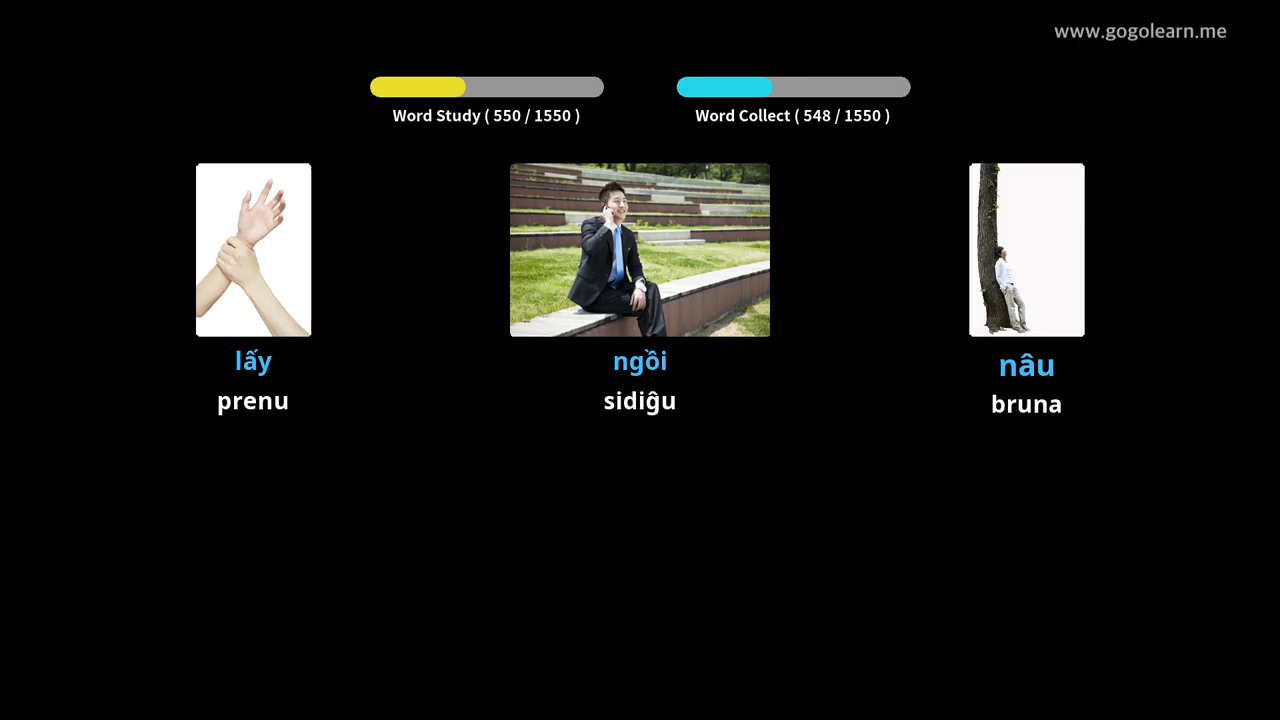 www.gogolearn.me
Word Study ( 550 / 1550 )
Word Collect ( 548 / 1550 )
lấy
prenu
ngồi
sidiĝu
nâu
bruna